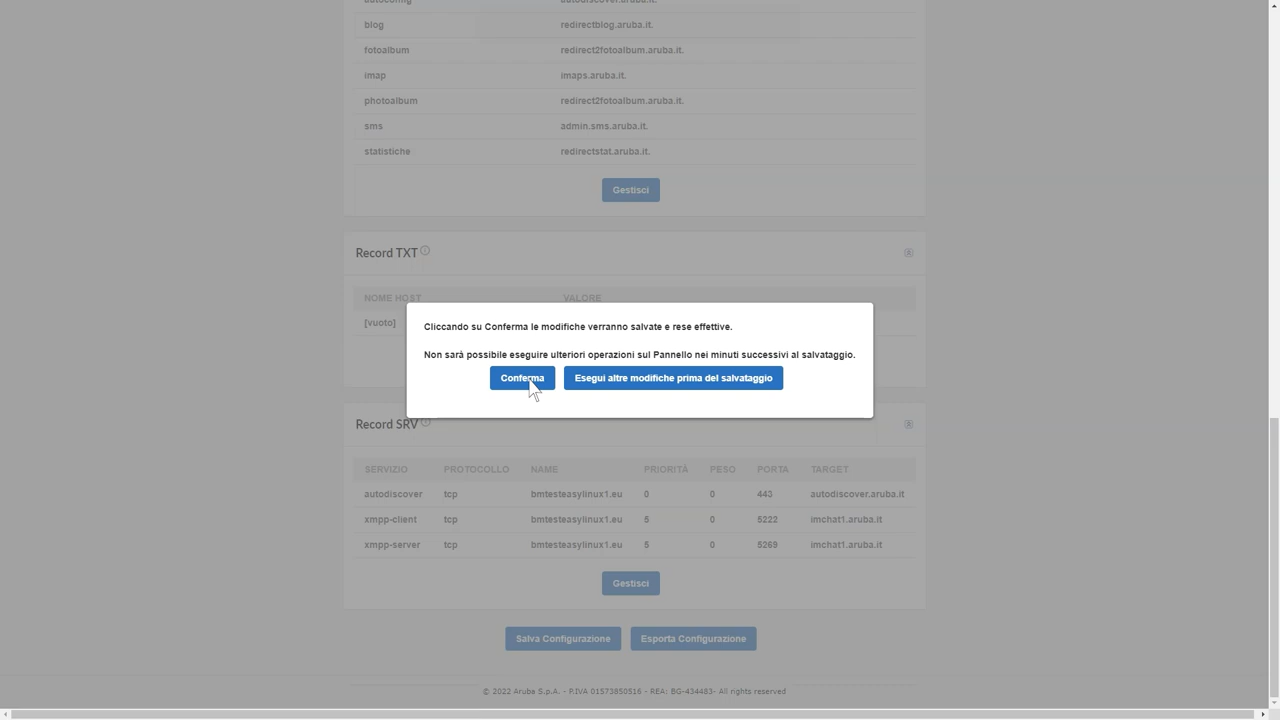 autoconfig autodiscover.aruba.it.
blog redirectblog.aruba.it.
fotoalbum redirect2fotoalbum.aruba.it.
imap imaps.aruba.it.
photoalbum redirect2fotoalbum.aruba.it.
sms admin.sms.aruba.it.
statistiche redirectstat.aruba.it.
Gestisci
Record TXT
NOME HOST VALORE
[vuoto]
Cliccando su Conferma le modifiche verranno salvate e rese effettive.
Non sarà possibile eseguire ulteriori operazioni sul Pannello nei minuti successivi al salvataggio.
Conferma Esegui altre modifiche prima del salvataggio
Record SRV
SERVIZIO PROTOCOLLO NAME PRIORITÀ PESO PORTA TARGET
autodiscover tcp bmtesteasylinux1.eu 0 0 443 autodiscover.aruba.it
xmpp-client tcp bmtesteasylinux1.eu 5 0 5222 imchat1.aruba.it
xmpp-server tcp bmtesteasylinux1.eu 5 0 5269 imchat1.aruba.it
Gestisci
Salva Configurazione Esporta Configurazione
© 2022 Aruba S.p.A. - P.IVA 01573850516 - REA: BG-434483- All rights reserved